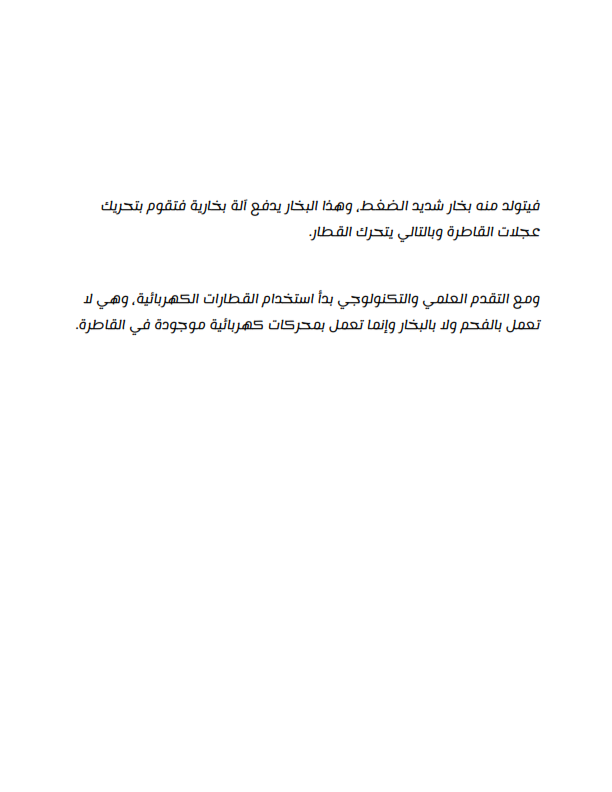 فيتولد منه بخار شديد الضغط، وهذا البخار يدفع آلة بخارية فتقوم بتحريك
عجلات القاطرة وبالتالي يتحرك القطار.
ومع التقدم العلمي والتكنولوجي بدأ استخدام القطارات الكهربائية، وهي لا
تعمل بالفحم ولا بالبخار وإنما تعمل بمحركات كهربائية موجودة في القاطرة.